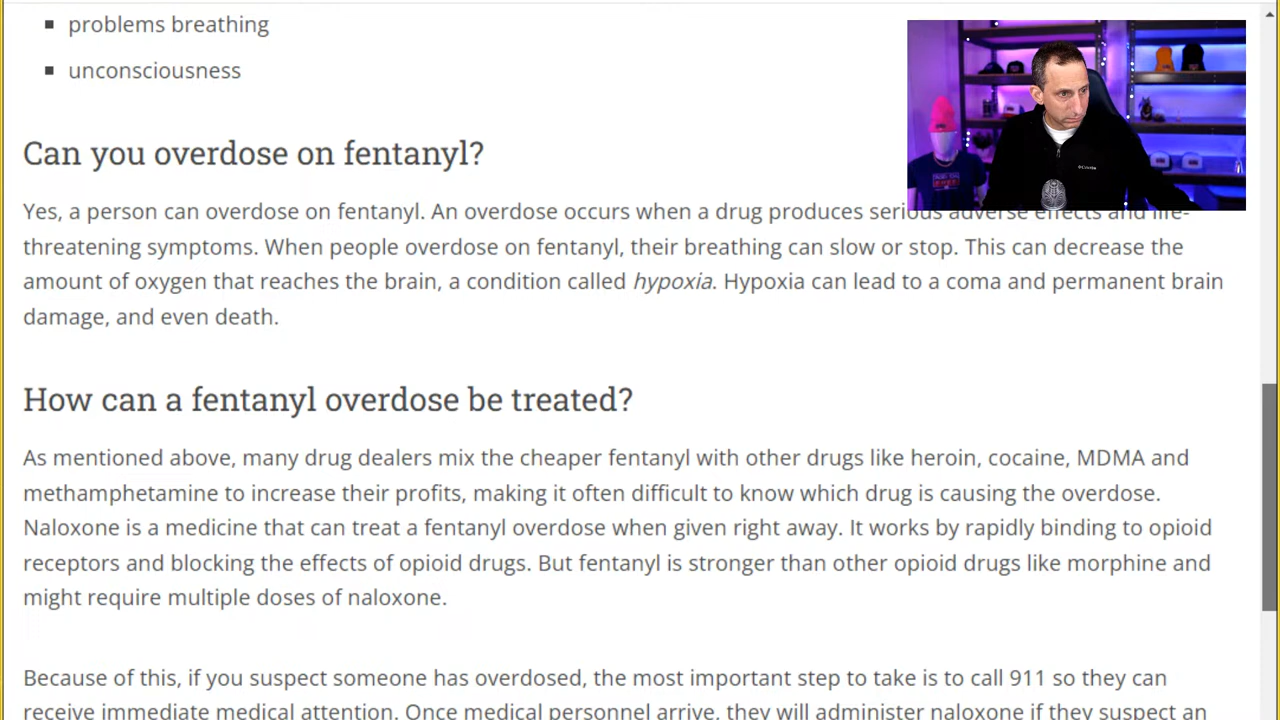 problems breathing
unconsciousness
Can you overdose on fentanyl?
Yes, a person can overdose on fentanyl. An overdose occurs when a drug produces serious adverse effects and life-
threatening symptoms. When people overdose on fentanyl, their breathing can slow or stop. This can decrease the
amount of oxygen that reaches the brain, a condition called hypoxia. Hypoxia can lead to a coma and permanent brain
damage, and even death.
How can a fentanyl overdose be treated?
As mentioned above, many drug dealers mix the cheaper fentanyl with other drugs like heroin, cocaine, MDMA and
methamphetamine to increase their profits, making it often difficult to know which drug is causing the overdose.
Naloxone is a medicine that can treat a fentanyl overdose when given right away. It works by rapidly binding to opioid
receptors and blocking the effects of opioid drugs. But fentanyl is stronger than other opioid drugs like morphine and
might require multiple doses of naloxone.
Because of this, if you suspect someone has overdosed, the most important step to take is to call 911 so they can
receive immediate medical attention. Once medical personnel arrive, they will administer naloxone if they suspect an